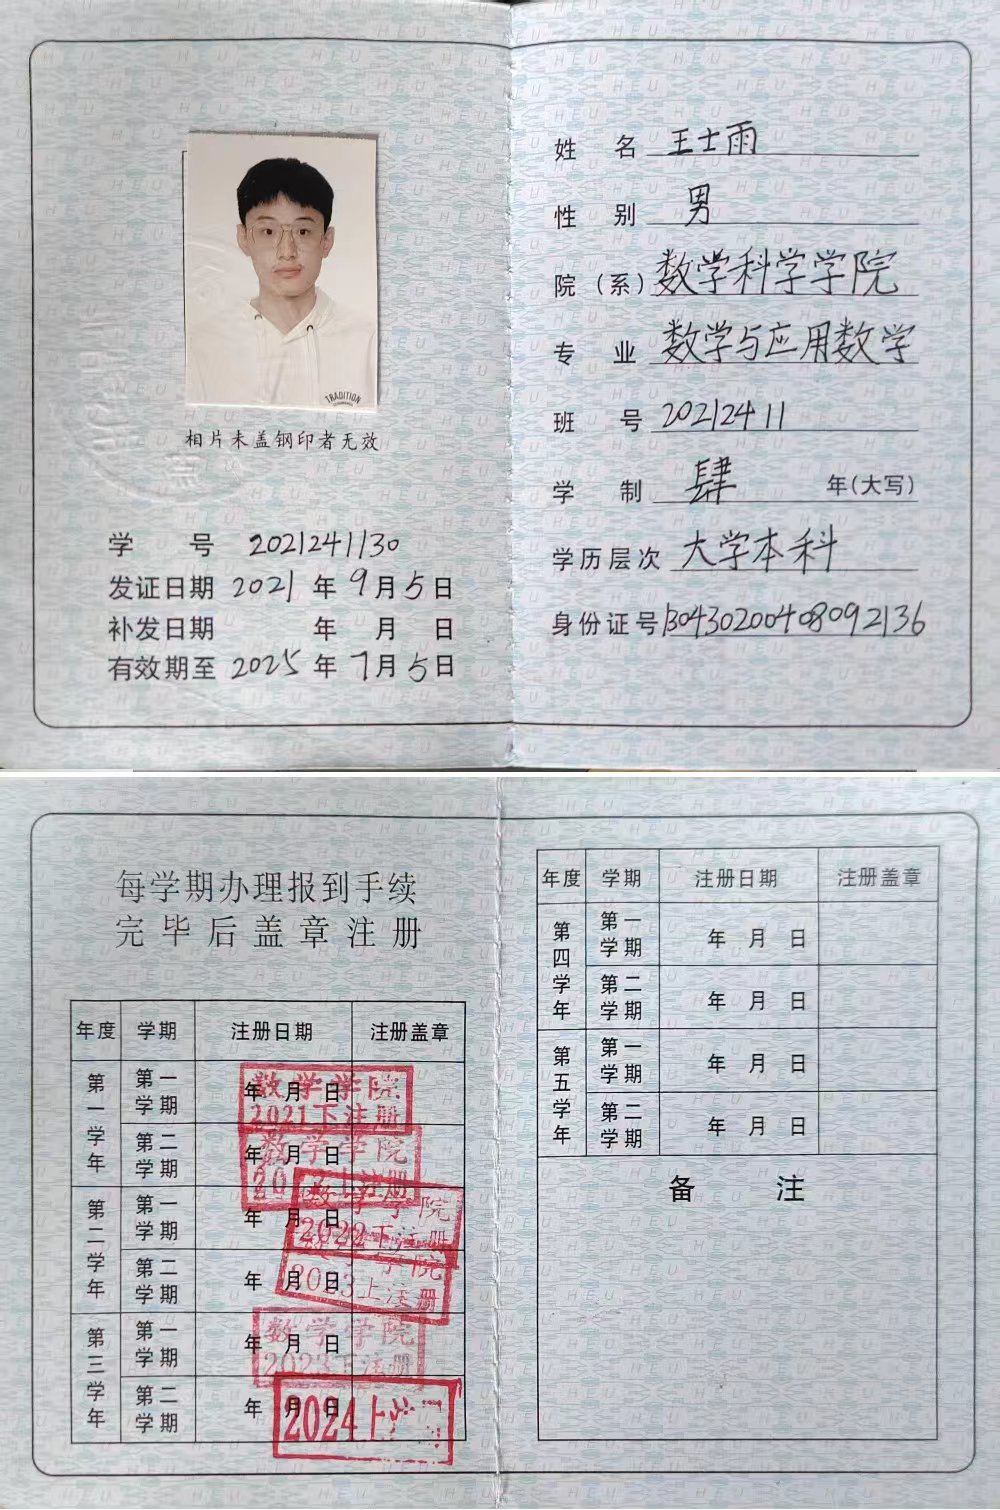 TRADITION
相片未盖钢印者无效
学号 2021241130
发证日期 2021年9月5日
补发日期 年 月 日
有效期至 2025年7月5日
姓名 王士雨
性别 男
院（系） 数学科学学院
专业 数学与应用数学
班号 20212411
学制 肆 年(大写)
学历层次 大学本科
身份证号 130430200408092136
每学期办理报到手续
完毕后盖章注册
年度 学期 注册日期 注册盖章
第一学年 第一学期 年 月 日
数学学院
2021下注册
第二学期 年 月 日
数学学院
上注册
第二学年 第一学期 年 月 日
数学学院
2022下注册
第二学期 年 月 日
学院
2023上注册
第三学年 第一学期 年 月 日
数学学院
2023下注册
第二学期 年 月 日
2024上
年度 学期 注册日期 注册盖章
第四学年 第一学期 年 月 日
第二学期 年 月 日
第五学年 第一学期 年 月 日
第二学期 年 月 日
备注